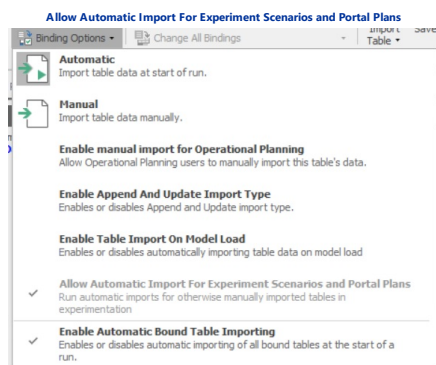 Allow Automatic Import For Experiment Scenarios and Portal Plans
Binding Options
Change All Bindings
Import
Table
Save
Automatic
Import table data at start of run.
Manual
Import table data manually.
Enable manual import for Operational Planning
Allow Operational Planning users to manually import this table's data.
Enable Append And Update Import Type
Enables or disables Append and Update import type.
Enable Table Import On Model Load
Enables or disables automatically importing table data on model load
Allow Automatic Import For Experiment Scenarios and Portal Plans
Run automatic imports for otherwise manually imported tables in
experimentation
Enable Automatic Bound Table Importing
Enables or disables automatic importing of all bound tables at the start of a
run.